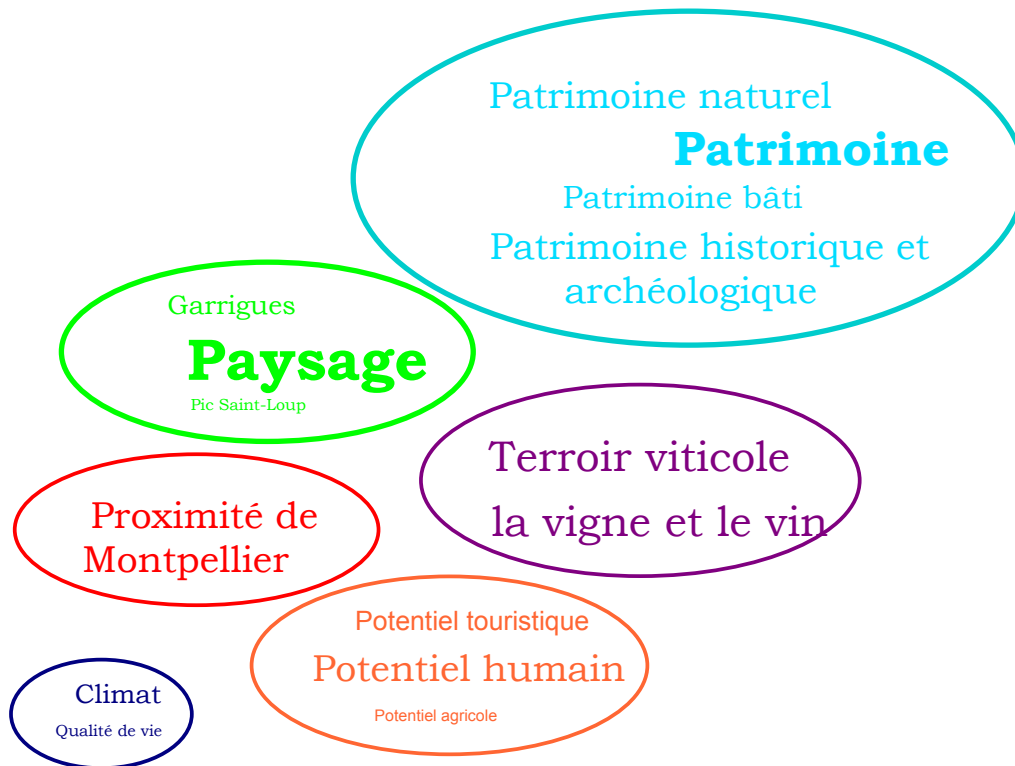 Patrimoine naturel
Patrimoine
Patrimoine bâti
Patrimoine historique et
archéologique
Garrigues
Paysage
Pic Saint-Loup
Terroir viticole
la vigne et le vin
Proximité de
Montpellier
Potentiel touristique
Potentiel humain
Potentiel agricole
Climat
Qualité de vie